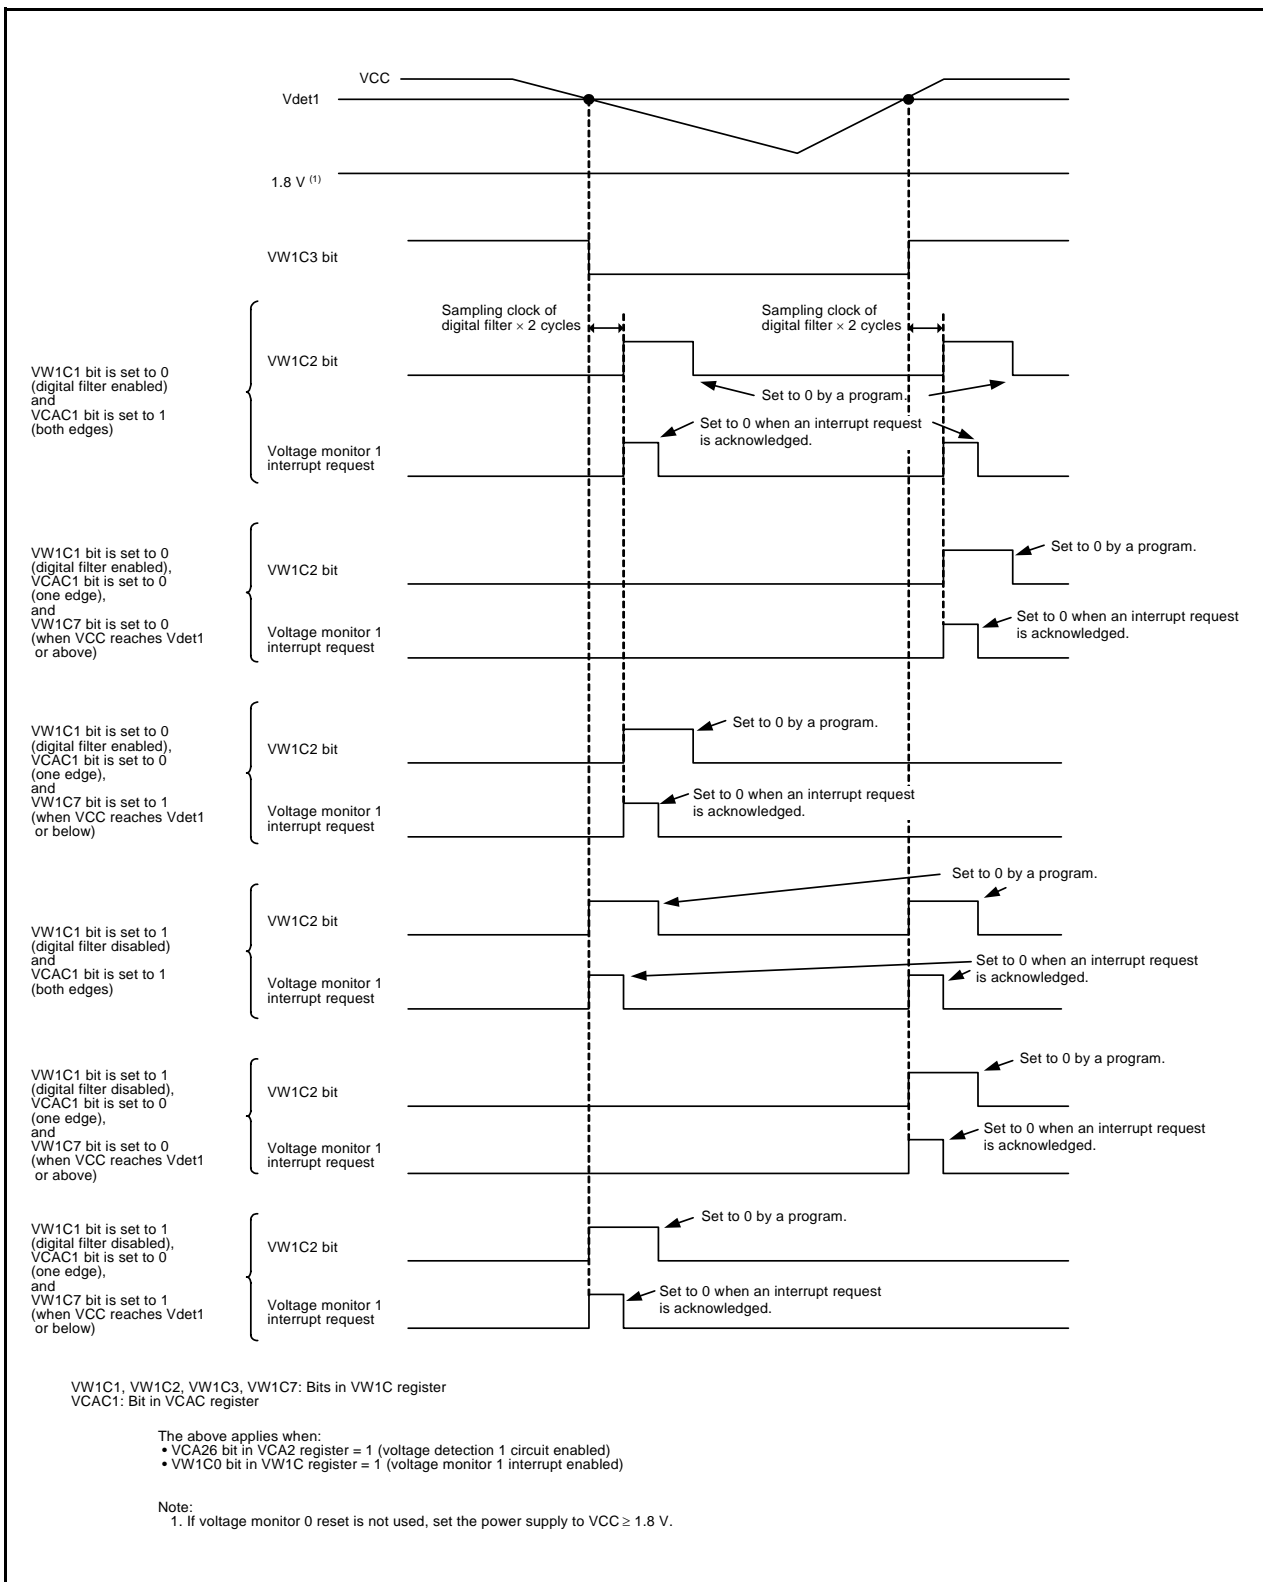 VCC
Vdet1
1.8 V (1)
VW1C3 bit
Sampling clock of
digital filter × 2 cycles
Sampling clock of
digital filter × 2 cycles
VW1C1 bit is set to 0
(digital filter enabled)
and
VCAC1 bit is set to 1
(both edges)
VW1C2 bit
Set to 0 by a program.
Set to 0 when an interrupt request
is acknowledged.
Voltage monitor 1
interrupt request
VW1C1 bit is set to 0
(digital filter enabled),
VCAC1 bit is set to 0
(one edge),
and
VW1C7 bit is set to 0
(when VCC reaches Vdet1
or above)
VW1C2 bit
Set to 0 by a program.
Voltage monitor 1
interrupt request
Set to 0 when an interrupt request
is acknowledged.
VW1C1 bit is set to 0
(digital filter enabled),
VCAC1 bit is set to 0
(one edge),
and
VW1C7 bit is set to 1
(when VCC reaches Vdet1
or below)
VW1C2 bit
Set to 0 by a program.
Voltage monitor 1
interrupt request
Set to 0 when an interrupt request
is acknowledged.
VW1C1 bit is set to 1
(digital filter disabled)
and
VCAC1 bit is set to 1
(both edges)
VW1C2 bit
Set to 0 by a program.
Voltage monitor 1
interrupt request
Set to 0 when an interrupt request
is acknowledged.
VW1C1 bit is set to 1
(digital filter disabled),
VCAC1 bit is set to 0
(one edge),
and
VW1C7 bit is set to 0
(when VCC reaches Vdet1
or above)
VW1C2 bit
Set to 0 by a program.
Voltage monitor 1
interrupt request
Set to 0 when an interrupt request
is acknowledged.
VW1C1 bit is set to 1
(digital filter disabled),
VCAC1 bit is set to 0
(one edge),
and
VW1C7 bit is set to 1
(when VCC reaches Vdet1
or below)
VW1C2 bit
Set to 0 by a program.
Voltage monitor 1
interrupt request
Set to 0 when an interrupt request
is acknowledged.
VW1C1, VW1C2, VW1C3, VW1C7: Bits in VW1C register
VCAC1: Bit in VCAC register
The above applies when:
• VCA26 bit in VCA2 register = 1 (voltage detection 1 circuit enabled)
• VW1C0 bit in VW1C register = 1 (voltage monitor 1 interrupt enabled)
Note:
1. If voltage monitor 0 reset is not used, set the power supply to VCC ≥ 1.8 V.